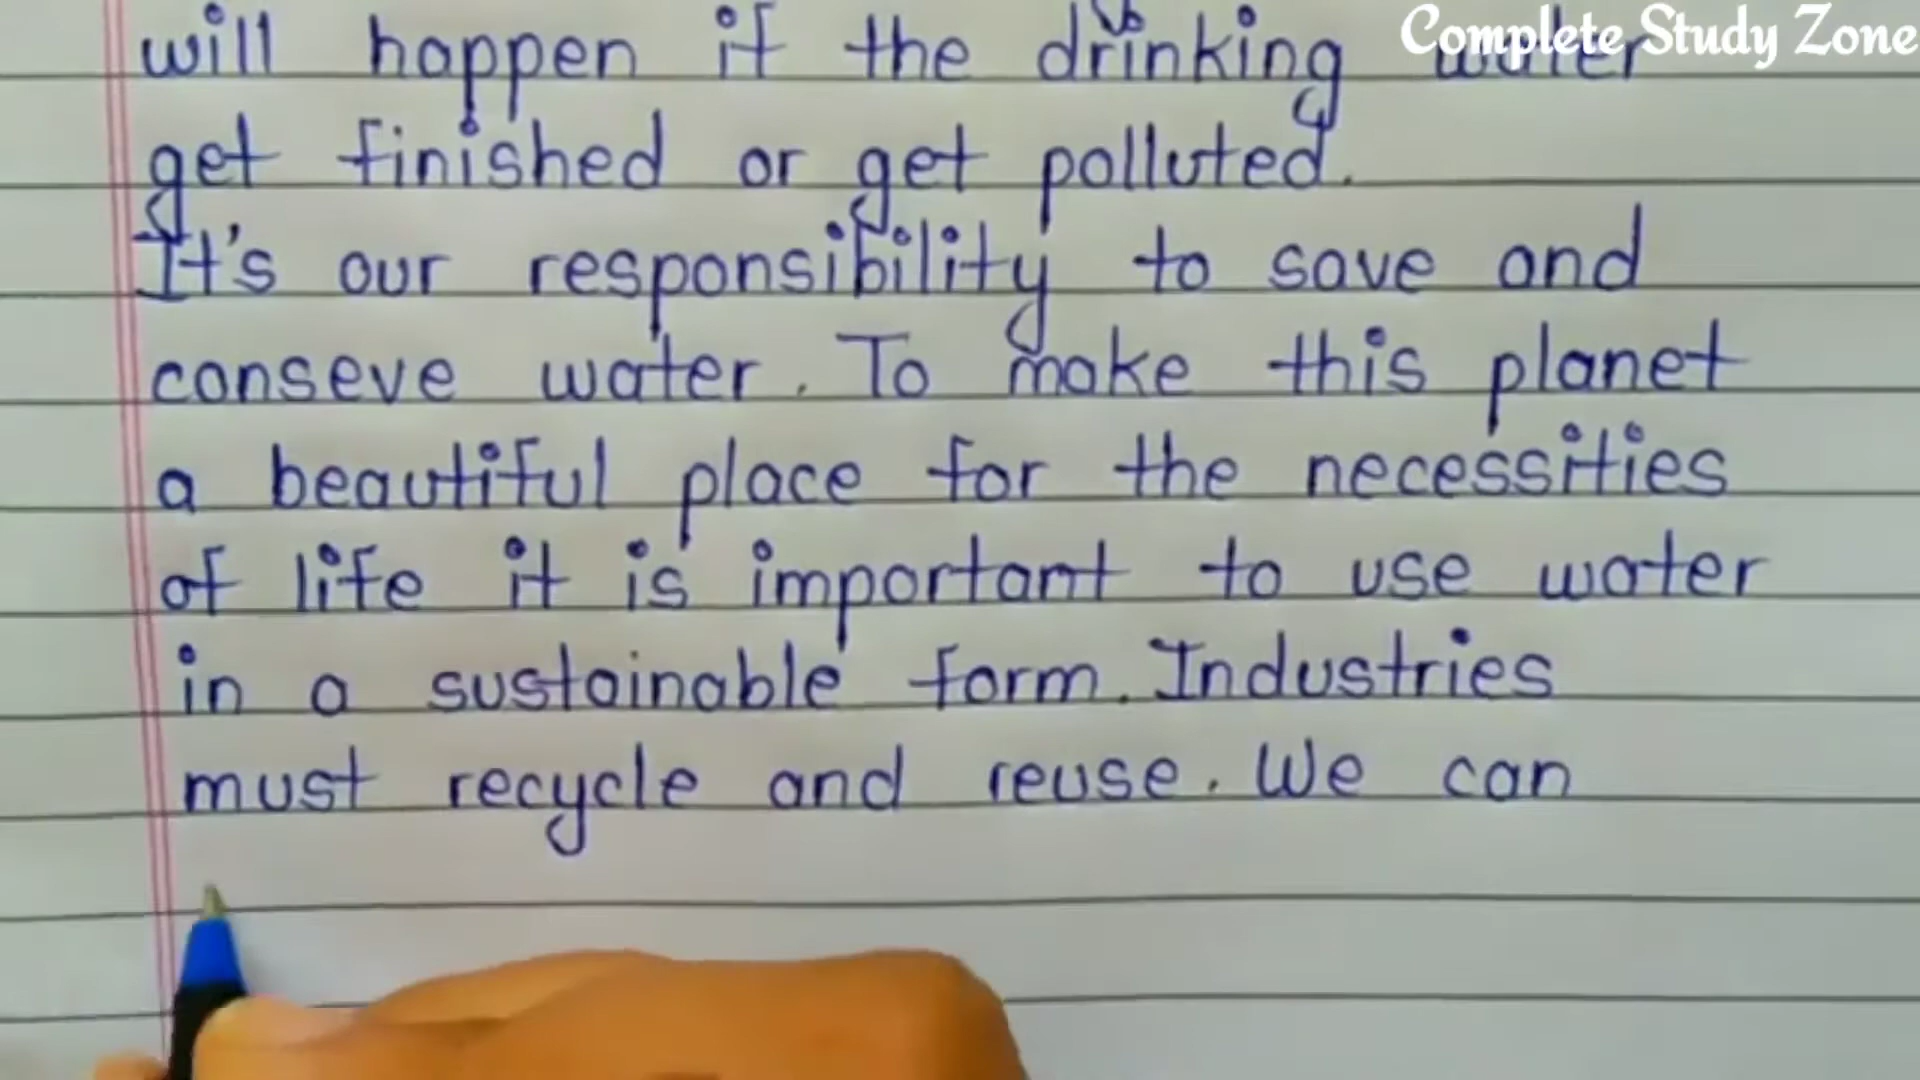 Complete Study Zone
will happen if the drinking water
get finished or get polluted.
It's our responsibility to save and
conseve water. To make this planet
a beautiful place for the necessities
of life it is important to use water
in a sustainable form. Industries
must recycle and reuse. We can